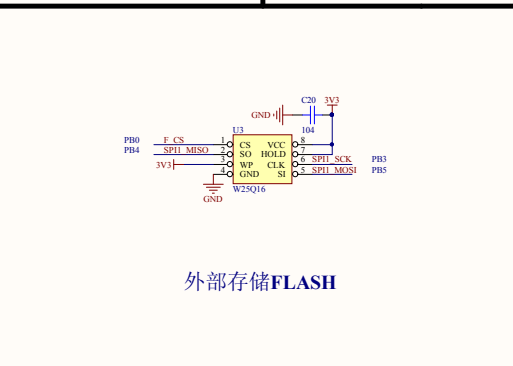 C20 3V3
GND
U3 104
PB0 F_CS 1 CS VCC 8
PB4 SPI1_MISO 2 SO HOLD 7
3V3 3 WP CLK 6 SPI1_SCK PB3
4 GND SI 5 SPI1_MOSI PB5
W25Q16
GND
外部存储FLASH